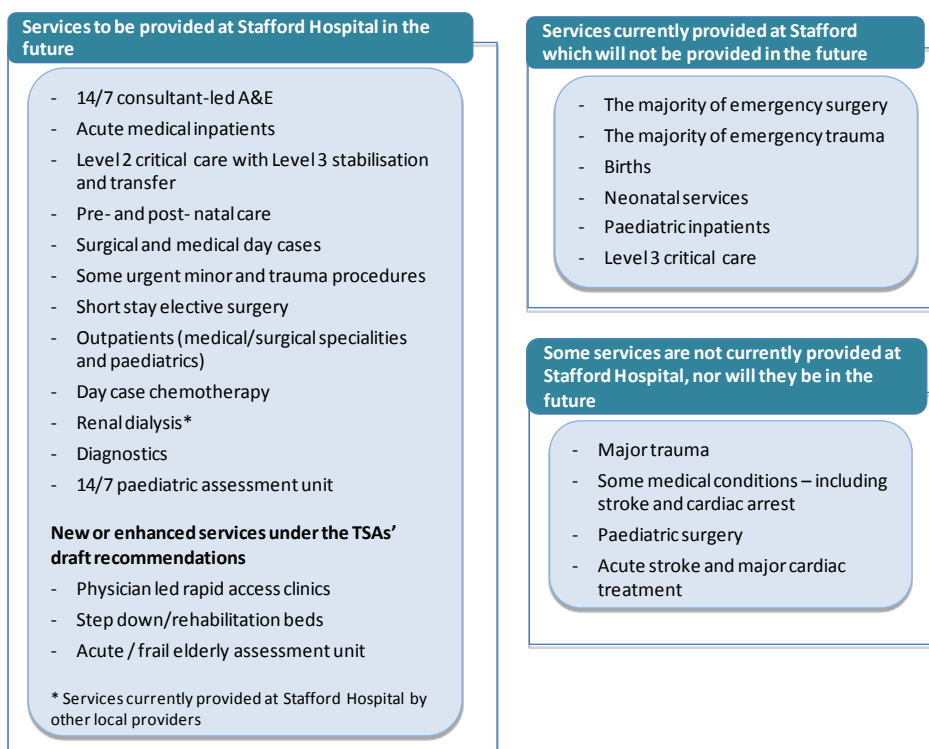 Services to be provided at Stafford Hospital in the
future
- 14/7 consultant-led A&E
- Acute medical inpatients
- Level 2 critical care with Level 3 stabilisation
and transfer
- Pre- and post- natal care
- Surgical and medical day cases
- Some urgent minor and trauma procedures
- Short stay elective surgery
- Outpatients (medical/surgical specialities
and paediatrics)
- Day case chemotherapy
- Renal dialysis*
- Diagnostics
- 14/7 paediatric assessment unit
New or enhanced services under the TSAs'
draft recommendations
- Physician led rapid access clinics
- Step down/rehabilitation beds
- Acute / frail elderly assessment unit
* Services currently provided at Stafford Hospital by
other local providers
Services currently provided at Stafford
which will not be provided in the future
- The majority of emergency surgery
- The majority of emergency trauma
- Births
- Neonatal services
- Paediatric inpatients
- Level 3 critical care
Some services are not currently provided at
Stafford Hospital, nor will they be in the
future
- Major trauma
- Some medical conditions – including
stroke and cardiac arrest
- Paediatric surgery
- Acute stroke and major cardiac
treatment